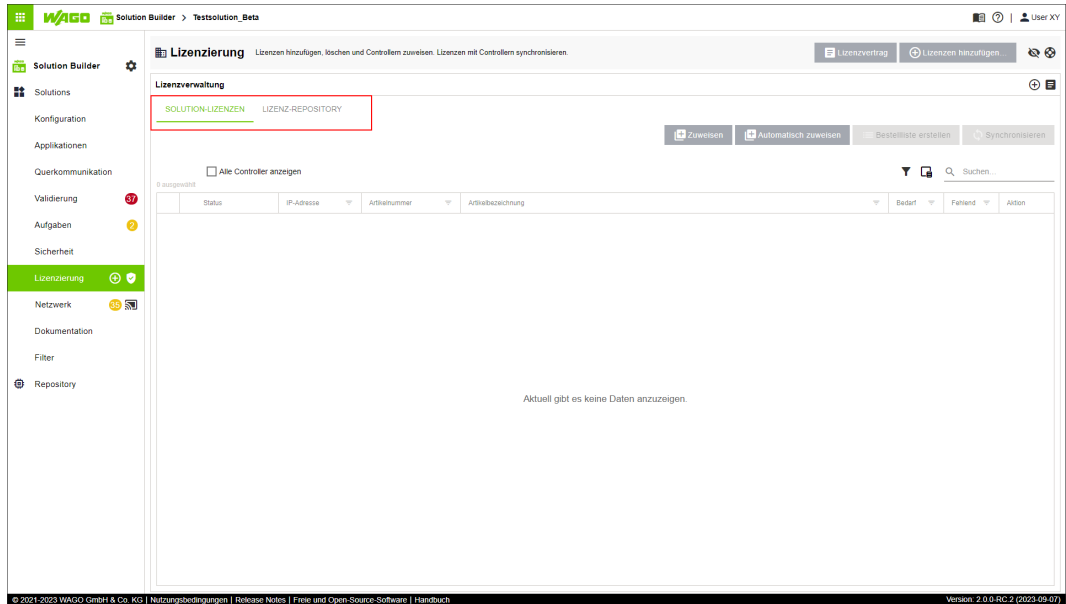 WAGO Solution Builder > Testsolution_Beta
| User XY
Solution Builder
Solutions
Konfiguration
Applikationen
Querkommunikation
Validierung 37
Aufgaben 2
Sicherheit
Lizenzierung
Netzwerk 35
Dokumentation
Filter
Repository
Lizenzierung Lizenzen hinzufügen, löschen und Controllern zuweisen. Lizenzen mit Controllern synchronisieren.
Lizenzvertrag Lizenzen hinzufügen...
Lizenzverwaltung
SOLUTION-LIZENZEN LIZENZ-REPOSITORY
Zuweisen Automatisch zuweisen Bestellliste erstellen Synchronisieren
Alle Controller anzeigen Suchen...
0 ausgewählt
Status IP-Adresse Artikelnummer Artikelbezeichnung Bedarf Fehlend Aktion
Aktuell gibt es keine Daten anzuzeigen.
© 2021-2023 WAGO GmbH & Co. KG | Nutzungsbedingungen | Release Notes | Freie und Open-Source-Software | Handbuch Version: 2.0.0-RC.2 (2023-09-07)